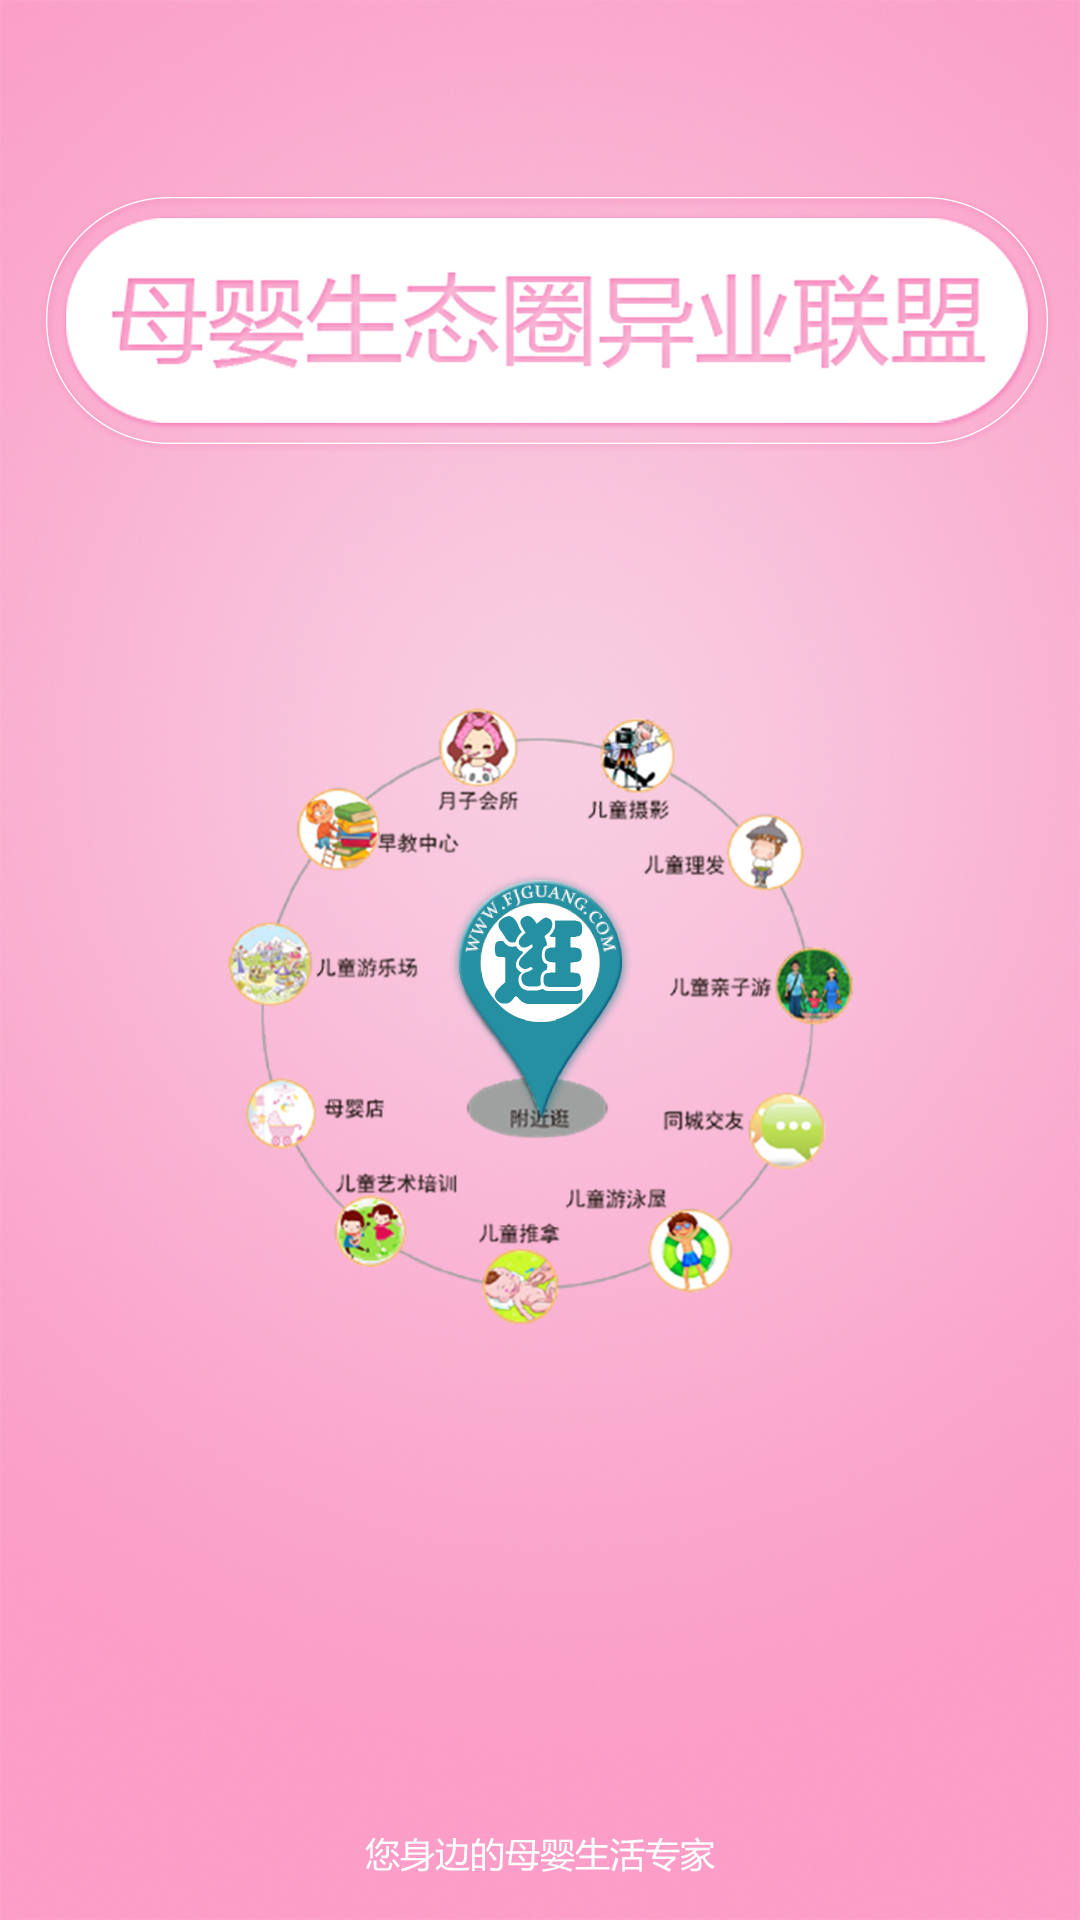 母婴生态圈异业联盟
月子会所
儿童摄影
早教中心
儿童理发
WWW.FJGUANG.COM
逛
儿童游乐场
儿童亲子游
母婴店
附近逛
同城交友
儿童艺术培训
儿童游泳屋
儿童推拿
您身边的母婴生活专家